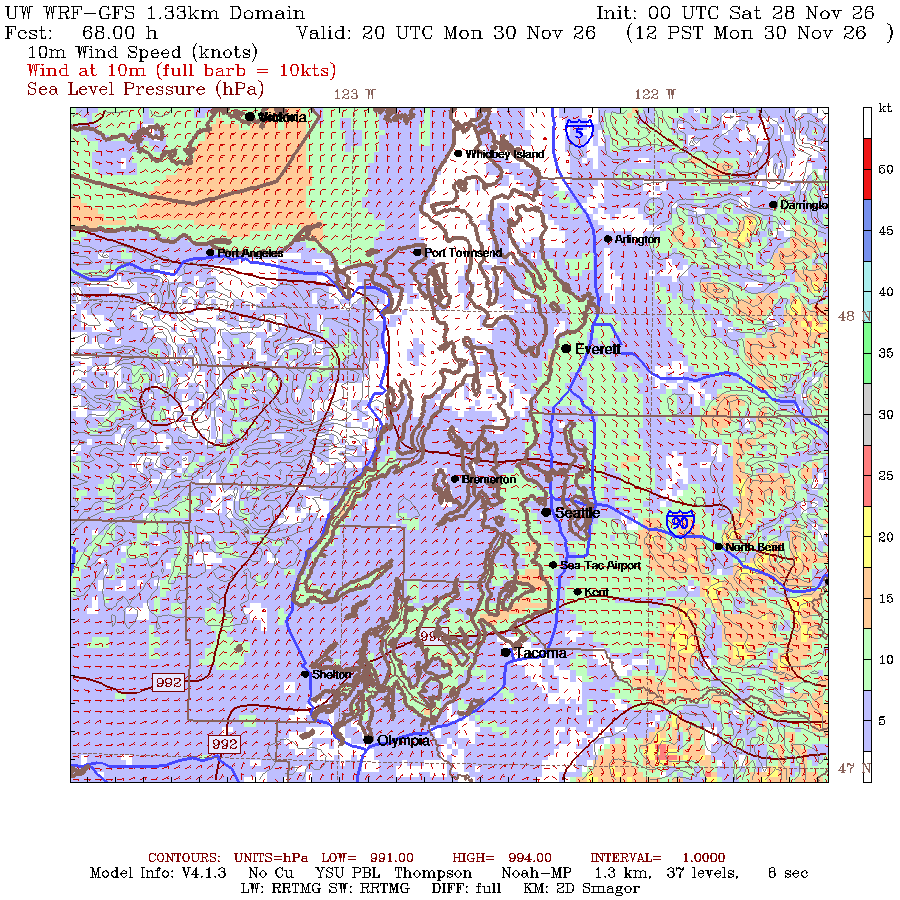 UW WRF-GFS 1.33km Domain Init: 00 UTC Sat 28 Nov 26
Fcst: 68.00 h Valid: 20 UTC Mon 30 Nov 26 (12 PST Mon 30 Nov 26 )
10m Wind Speed (knots)
Wind at 10m (full barb = 10kts)
Sea Level Pressure (hPa)
123 W 122 W
kt
Victoria
5
Whidbey Island
50
Darringto
Arlington
45
Port Angeles
Port Townsend
40
48 N
Everett
35
30
Bremerton
25
Seattle
90
20
North Bend
Sea Tac Airport
Kent
15
99
Tacoma
10
Shelton
992
5
Olympia
992
47 N
CONTOURS: UNITS=hPa LOW= 991.00 HIGH= 994.00 INTERVAL= 1.0000
Model Info: V4.1.3 No Cu YSU PBL Thompson Noah-MP 1.3 km, 37 levels, 8 sec
LW: RRTMG SW: RRTMG DIFF: full KM: 2D Smagor